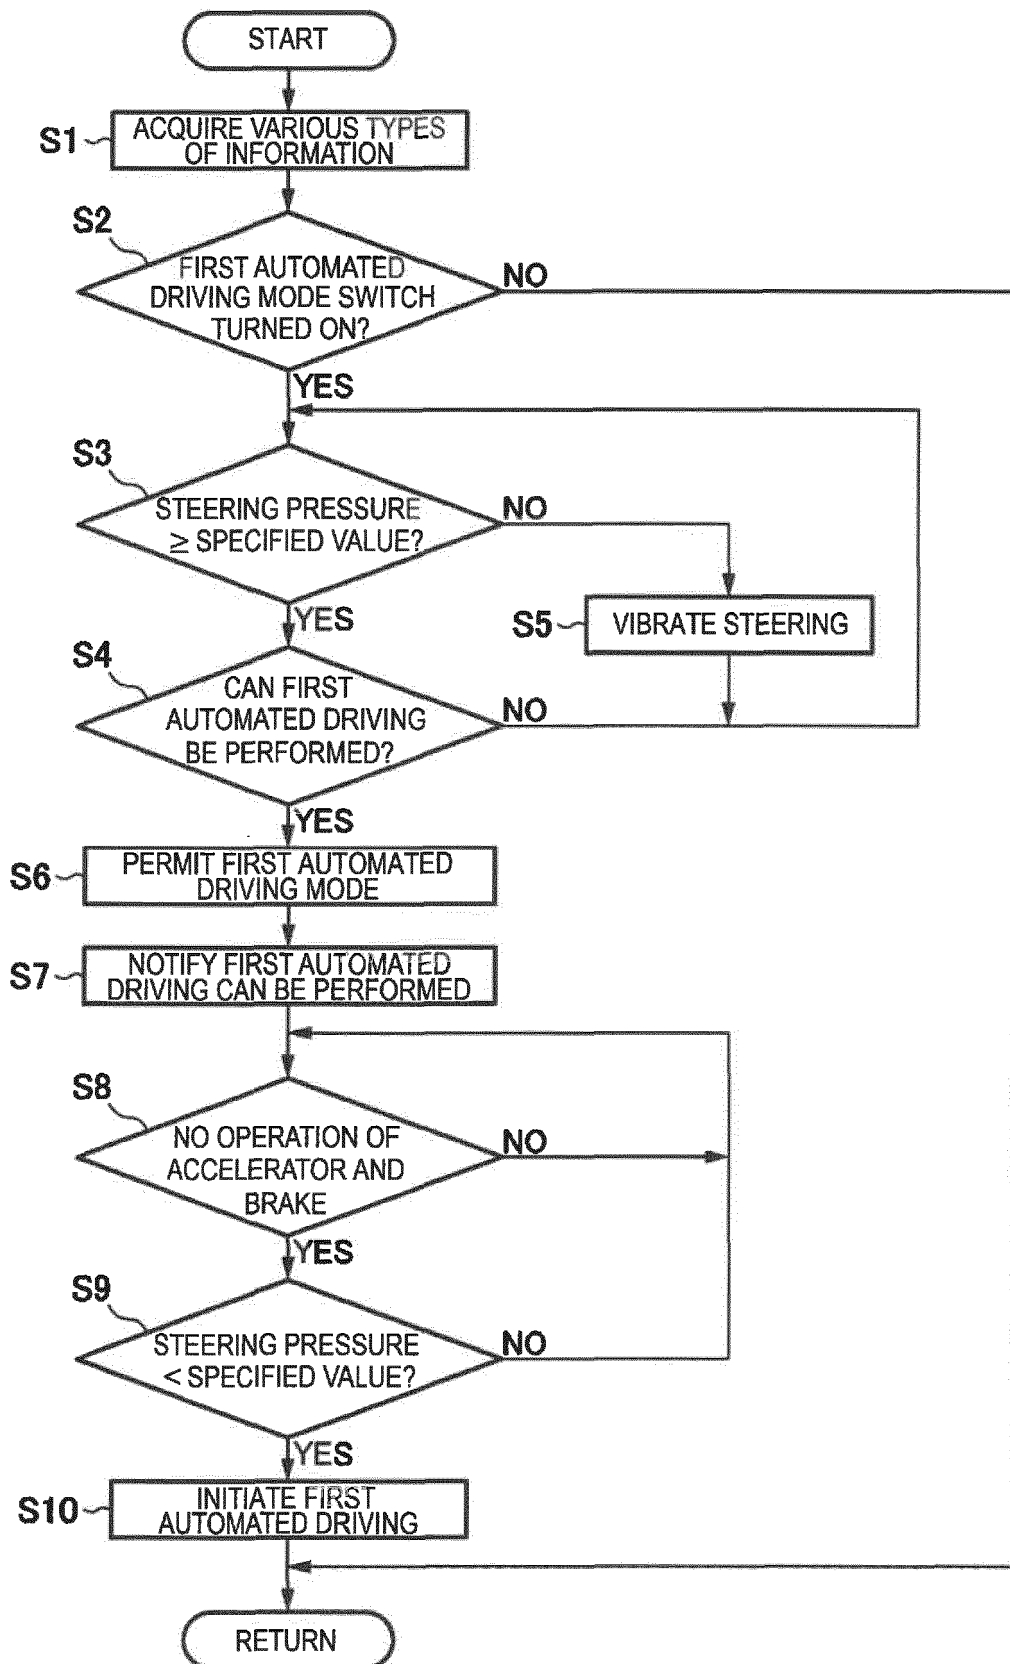 START
S1
ACQUIRE VARIOUS TYPES
OF INFORMATION
S2
FIRST AUTOMATED
DRIVING MODE SWITCH
TURNED ON?
NO
YES
S3
STEERING PRESSURE
≥ SPECIFIED VALUE?
NO
YES
S5
VIBRATE STEERING
S4
CAN FIRST
AUTOMATED DRIVING
BE PERFORMED?
NO
YES
S6
PERMIT FIRST AUTOMATED
DRIVING MODE
S7
NOTIFY FIRST AUTOMATED
DRIVING CAN BE PERFORMED
S8
NO OPERATION OF
ACCELERATOR AND
BRAKE
NO
YES
S9
STEERING PRESSURE
< SPECIFIED VALUE?
NO
YES
S10
INITIATE FIRST
AUTOMATED DRIVING
RETURN